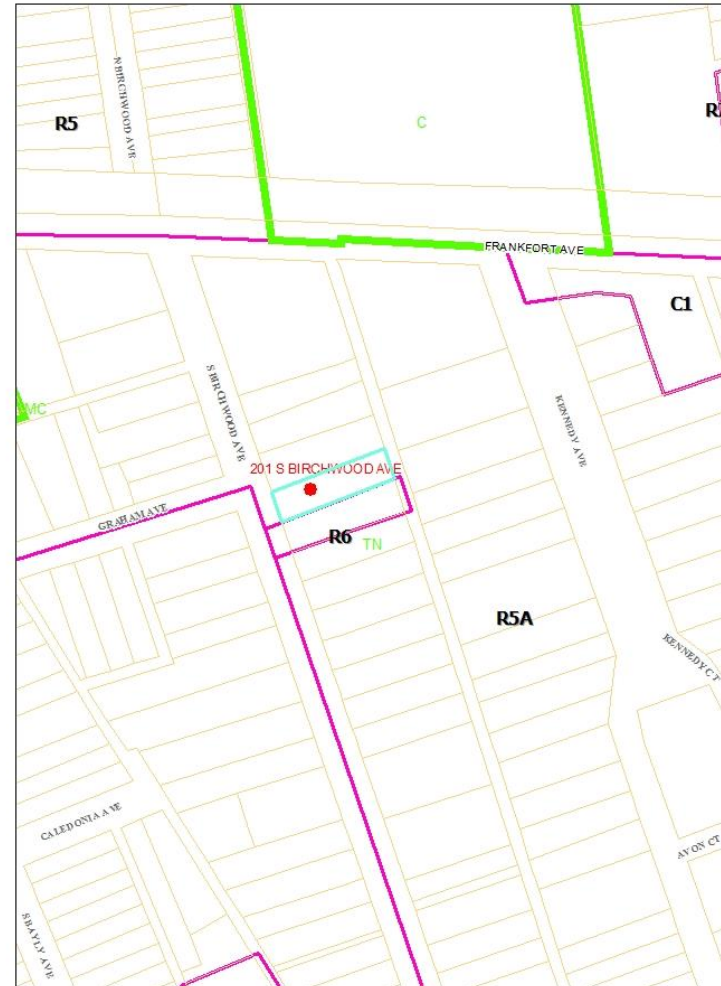 N BIRCHWOOD AVE
R5
C
FRANKFORT AVE
C1
MC
S BIRCHWOOD AVE
KENNEDY AVE
201 S BIRCHWOOD AVE
GRAHAM AVE
R6
TN
R5A
KENNEDY CT
CALEDONIA AVE
AVON CT
S BAYLY AVE